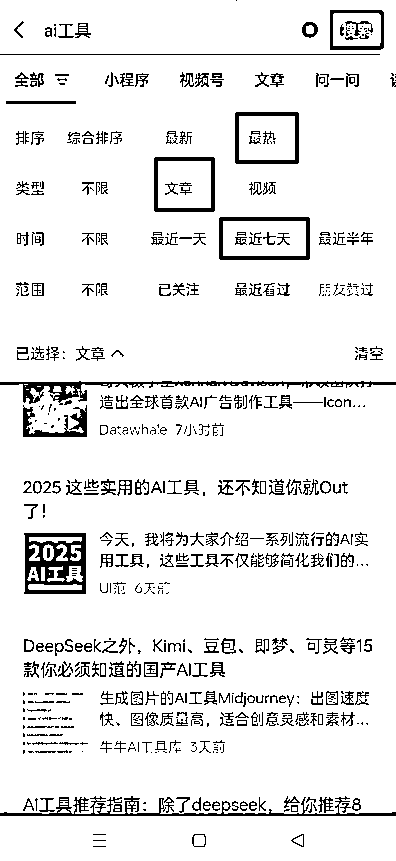 ai工具
搜索
全部 小程序 视频号 文章 问一问
排序 综合排序 最新 最热
类型 不限 文章 视频
时间 不限 最近一天 最近七天 最近半年
范围 不限 已关注 最近看过 朋友赞过
已选择：文章 清空
造出全球首款AI广告制作工具——Icon...
Datawhale 7小时前
2025 这些实用的AI工具，还不知道你就Out
了！
2025
AI工具
今天，我将为大家介绍一系列流行的AI实
用工具，这些工具不仅能够简化我们的...
UI范 6天前
DeepSeek之外，Kimi、豆包、即梦、可灵等15
款你必须知道的国产AI工具
生成图片的AI工具Midjourney：出图速度
快、图像质量高，适合创意灵感和素材...
牛牛AI工具库 3天前
AI工具推荐指南：除了deepseek，给你推荐8